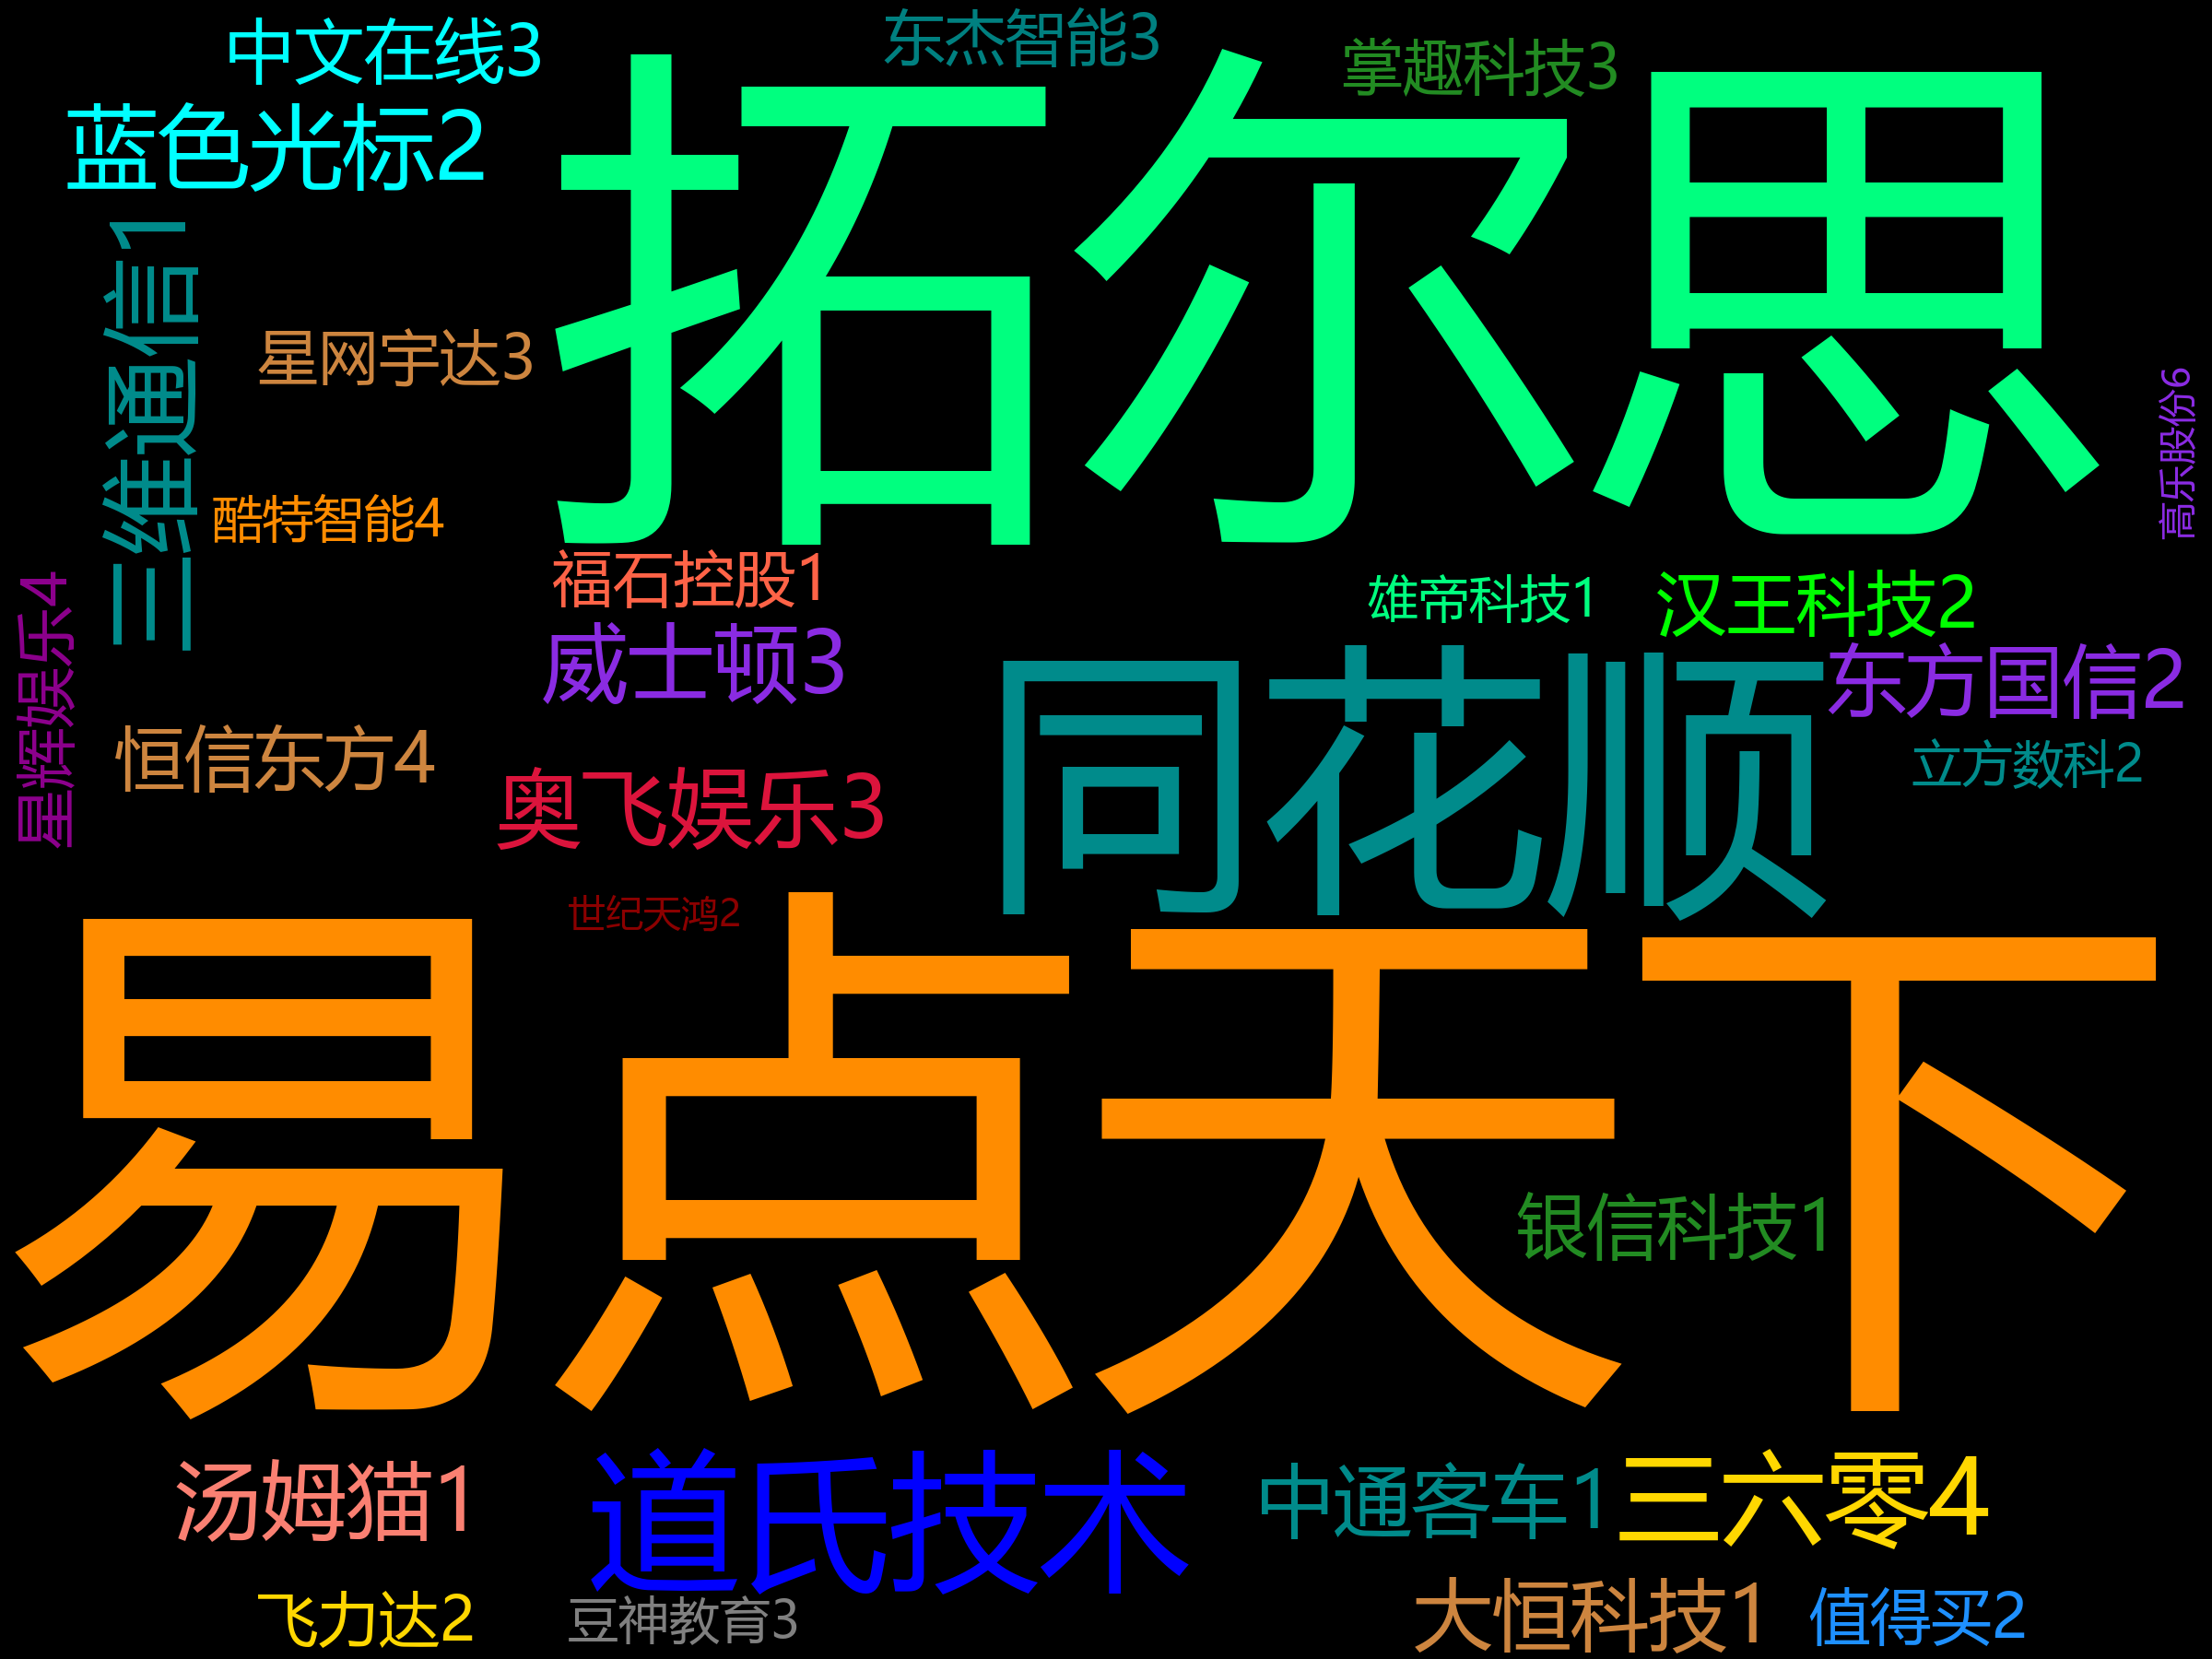 中文在线3
东杰智能3
掌趣科技3
蓝色光标2
拓尔思
三维通信1
星网宇达3
高乐股份6
酷特智能4
福石控股1
雄帝科技1
汉王科技2
星辉娱乐4
威士顿3
同花顺
东方国信2
恒信东方4
奥飞娱乐3
立方数科2
世纪天鸿2
易点天下
银信科技1
汤姆猫1
道氏技术
中通客车1
三六零4
飞力达2
豆神教育3
大恒科技1
值得买2